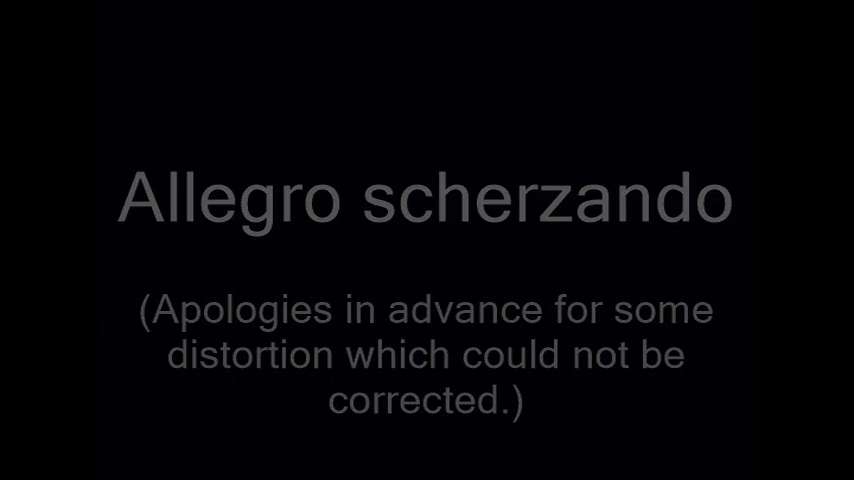 Allegro scherzando
(Apologies in advance for some
distortion which could not be
corrected.)